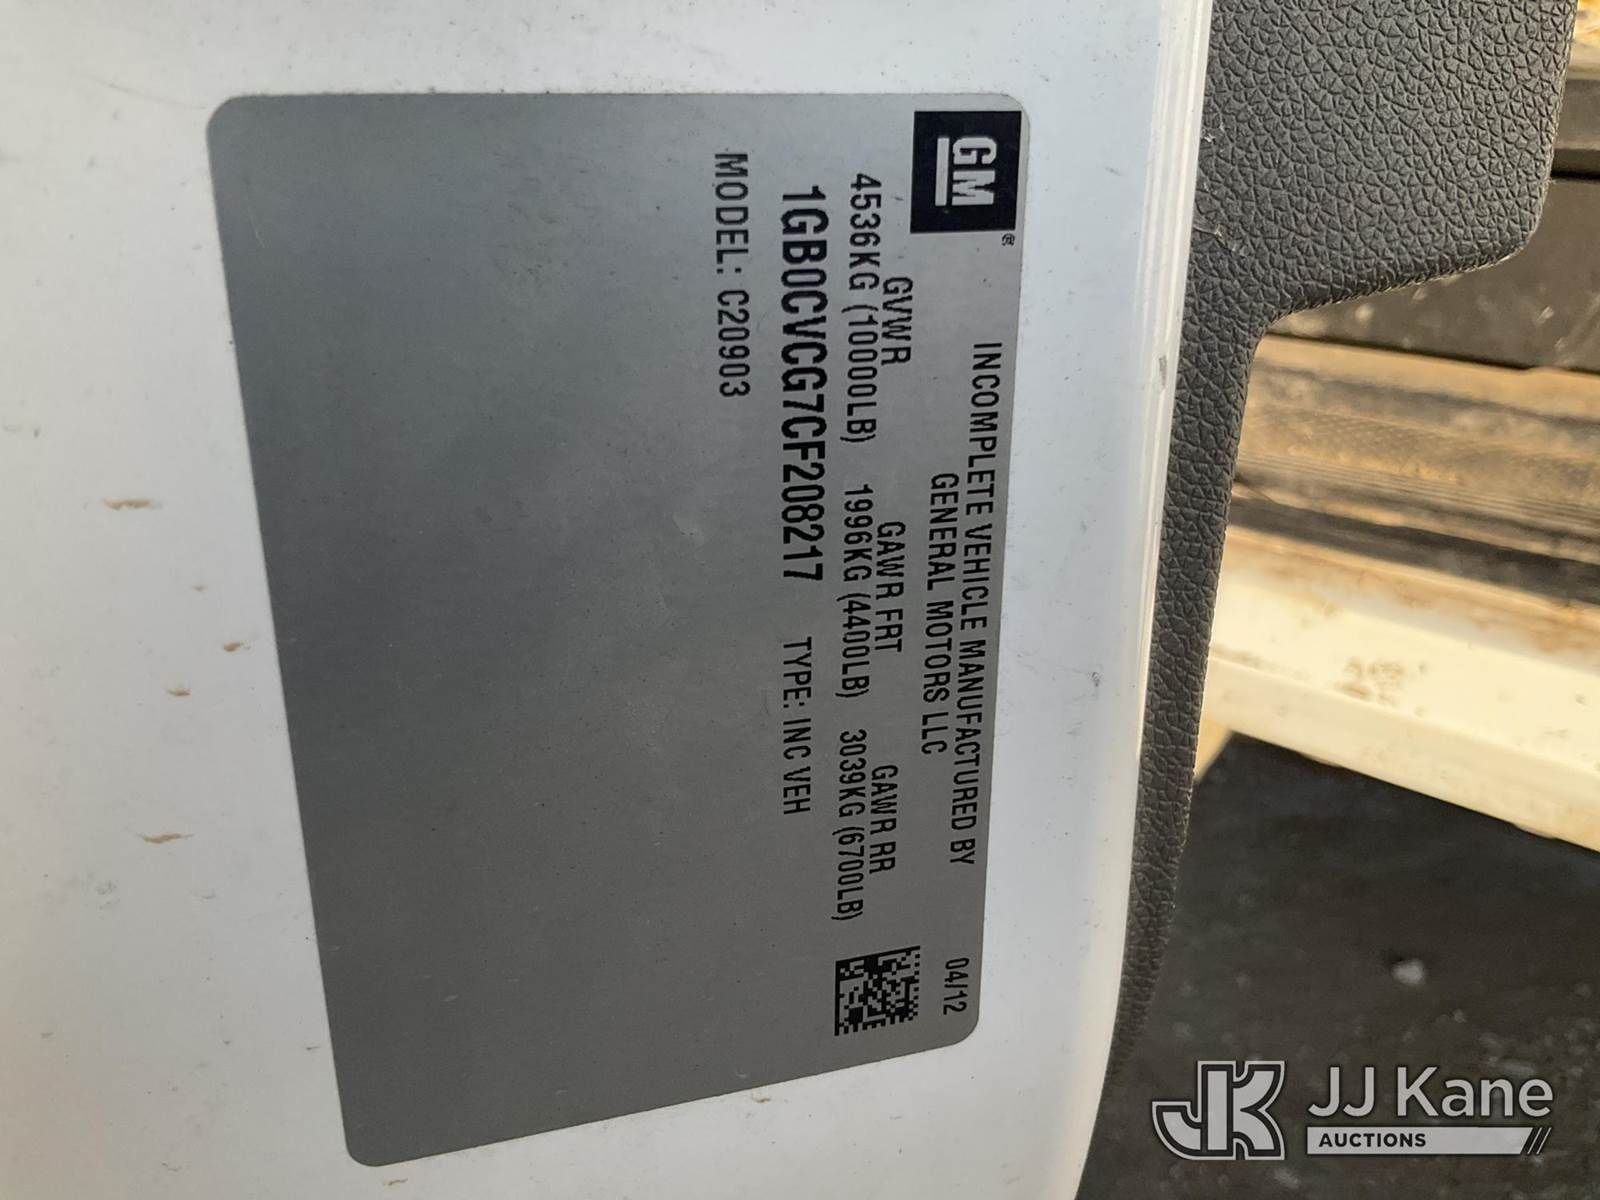 GM®
INCOMPLETE VEHICLE MANUFACTURED BY
GENERAL MOTORS LLC
04/12
GVWR GAWR FRT GAWR RR
4536KG (10000LB) 1996KG (4400LB) 3039KG (6700LB)
1GB0CVCG7CF208217 TYPE: INC VEH
MODEL: C20903
JK JJ Kane
AUCTIONS